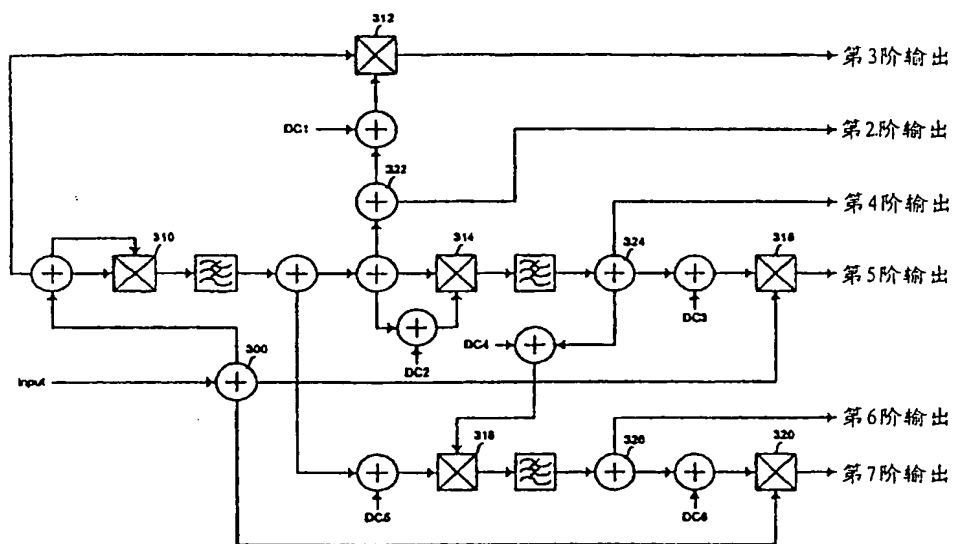 312
第3阶输出
DC1
第2阶输出
322
第4阶输出
310
314
324
316
第5阶输出
DC3
DC4
300
DC2
Input
第6阶输出
318
326
320
第7阶输出
DC5
DC6